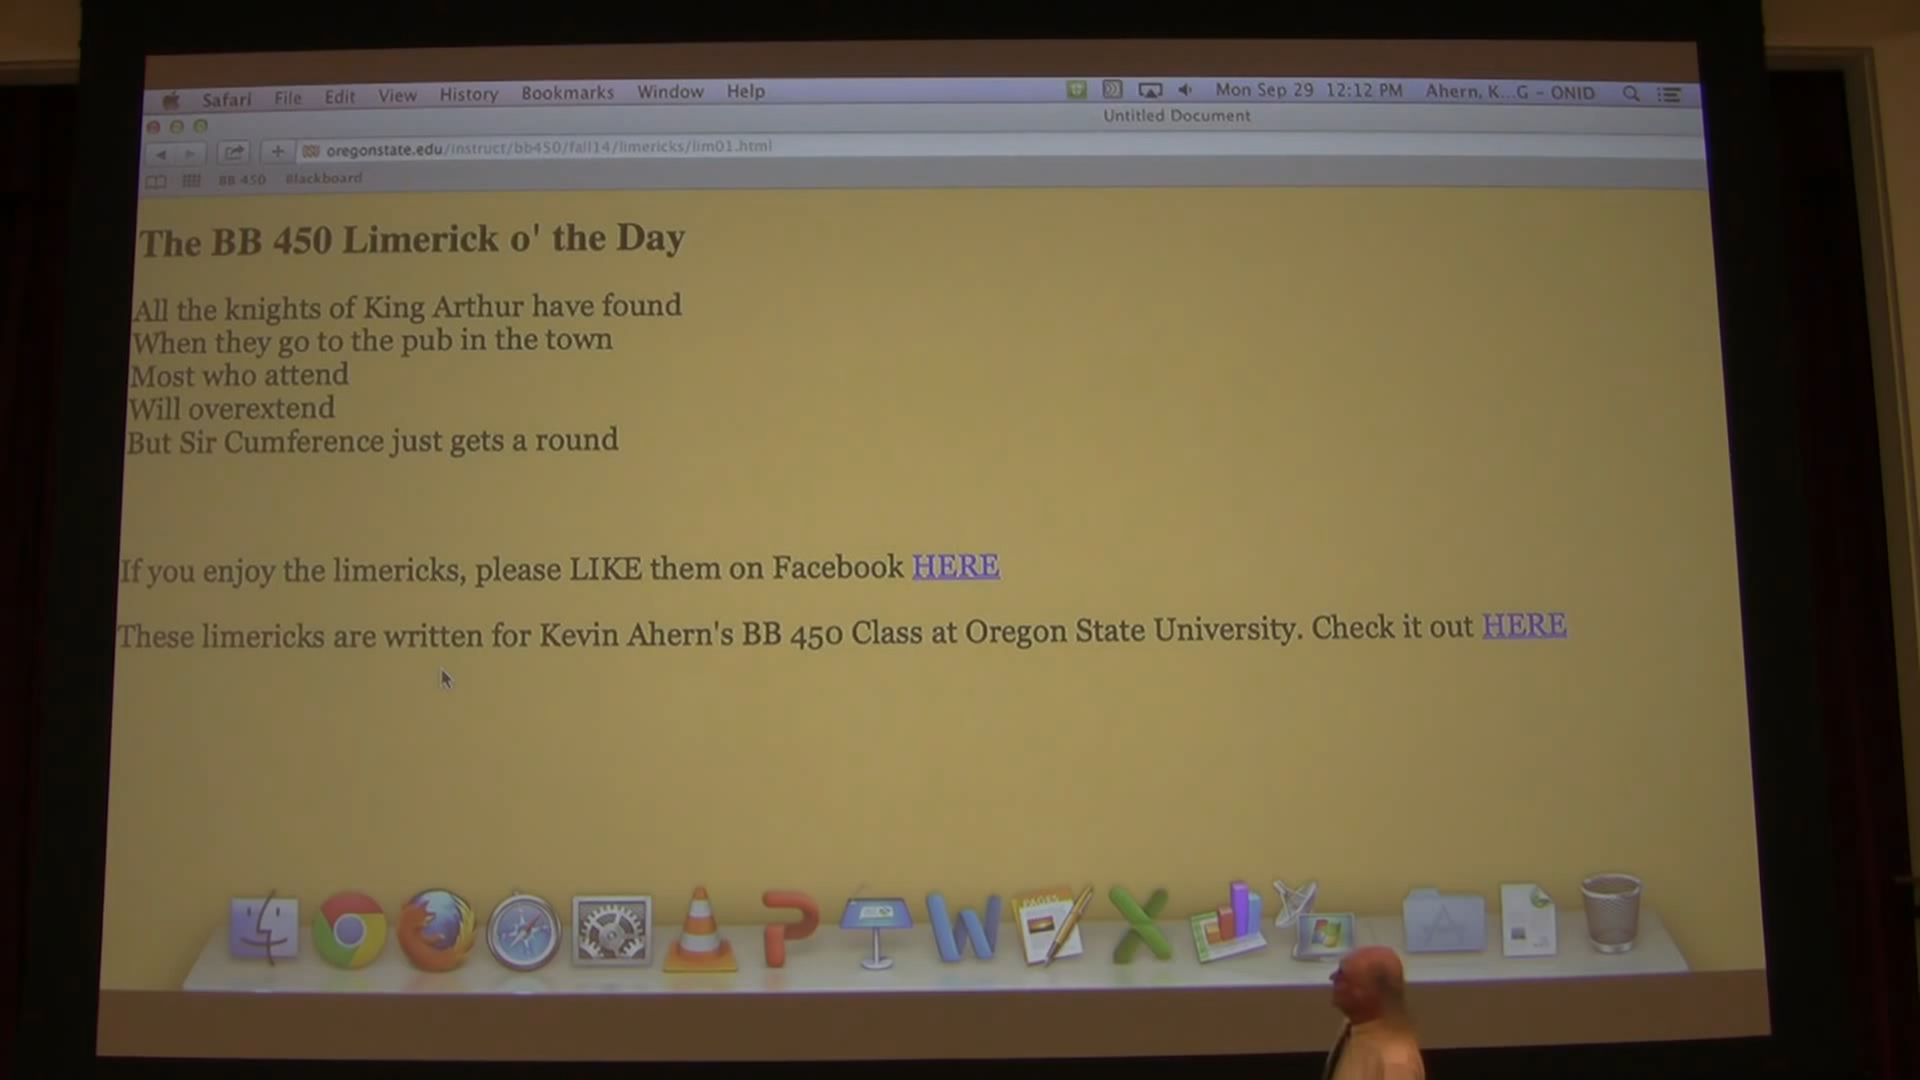 Safari File Edit View History Bookmarks Window Help Mon Sep 29 12:12 PM Ahern, K...G - ONID
Untitled Document
oregonstate.edu/instruct/bb450/fall14/limericks/lim01.html
BB 450 Blackboard
The BB 450 Limerick o' the Day
All the knights of King Arthur have found
When they go to the pub in the town
Most who attend
Will overextend
But Sir Cumference just gets a round
If you enjoy the limericks, please LIKE them on Facebook HERE
These limericks are written for Kevin Ahern's BB 450 Class at Oregon State University. Check it out HERE
PAGES